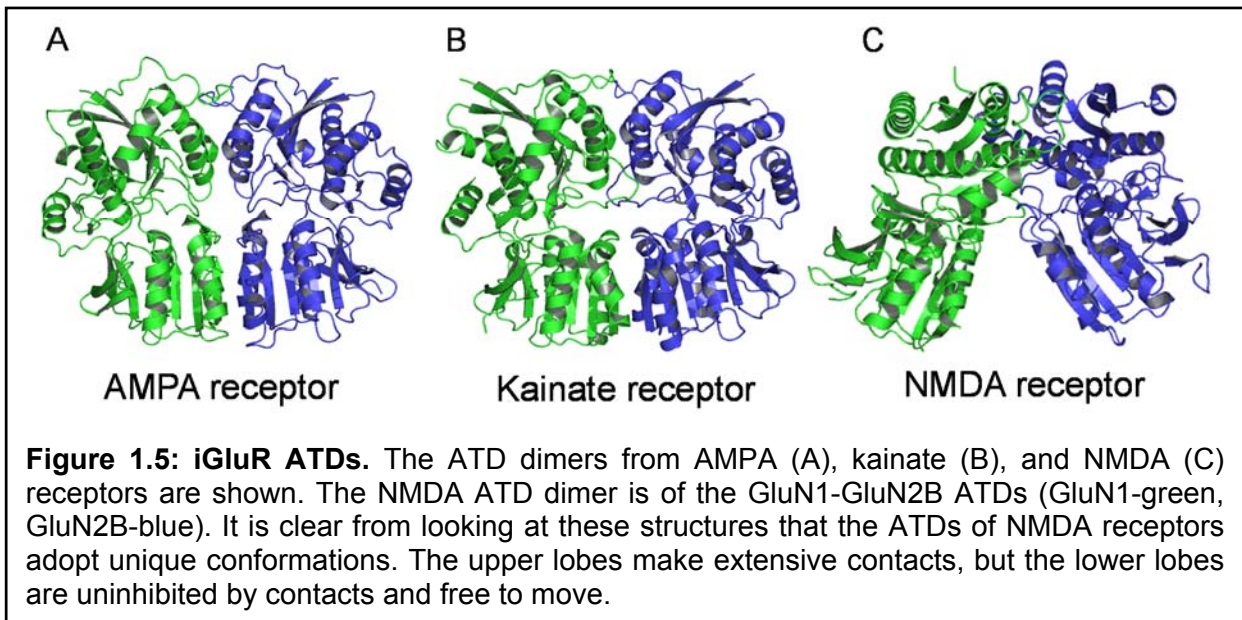 A
B
C
AMPA receptor
Kainate receptor
NMDA receptor
Figure 1.5: iGluR ATDs. The ATD dimers from AMPA (A), kainate (B), and NMDA (C)
receptors are shown. The NMDA ATD dimer is of the GluN1-GluN2B ATDs (GluN1-green,
GluN2B-blue). It is clear from looking at these structures that the ATDs of NMDA receptors
adopt unique conformations. The upper lobes make extensive contacts, but the lower lobes
are uninhibited by contacts and free to move.